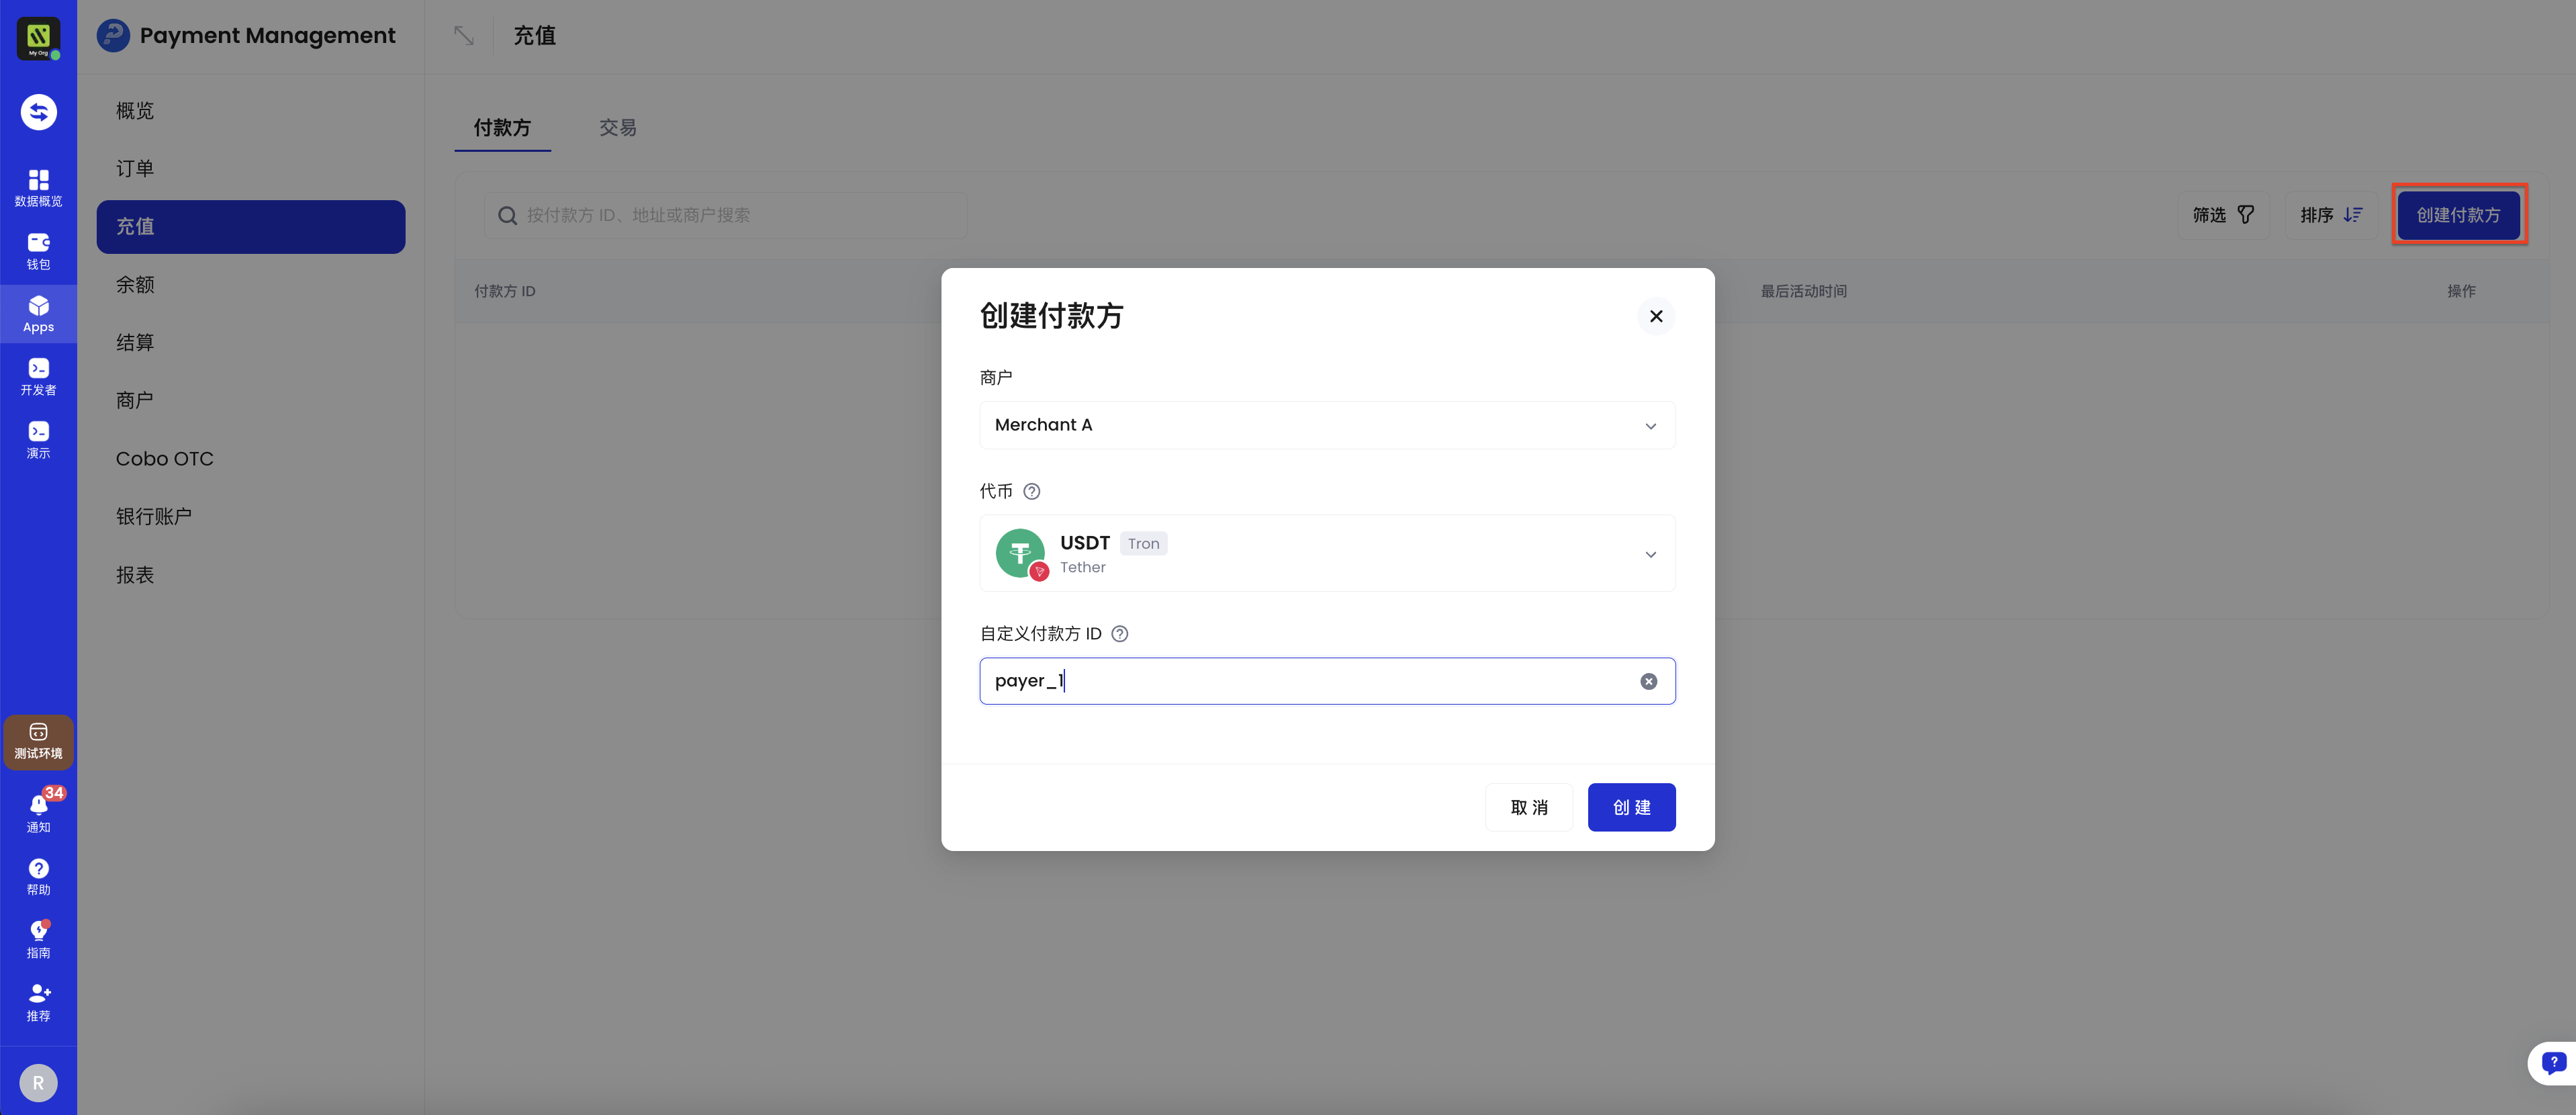 My Org
数据概览
钱包
Apps
开发者
演示
测试环境
34
通知
帮助
指南
推荐
R
Payment Management
概览
订单
充值
余额
结算
商户
Cobo OTC
银行账户
报表
充值
付款方
交易
按付款方 ID、地址或商户搜索
筛选
排序
创建付款方
付款方 ID
最后活动时间
操作
创建付款方
商户
Merchant A
代币
USDT Tron
Tether
自定义付款方 ID
payer_1
取消
创建